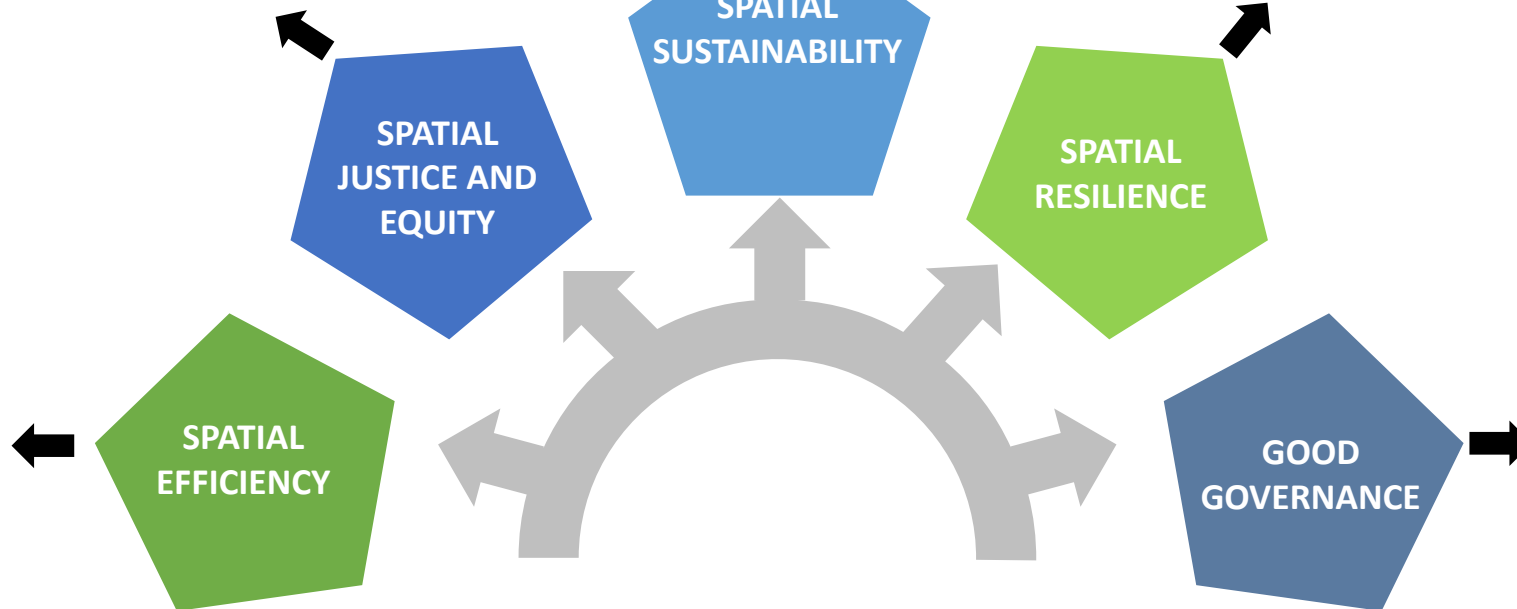 SPATIAL
SUSTAINABILITY
SPATIAL
JUSTICE AND
EQUITY
SPATIAL
RESILIENCE
SPATIAL
EFFICIENCY
GOOD
GOVERNANCE